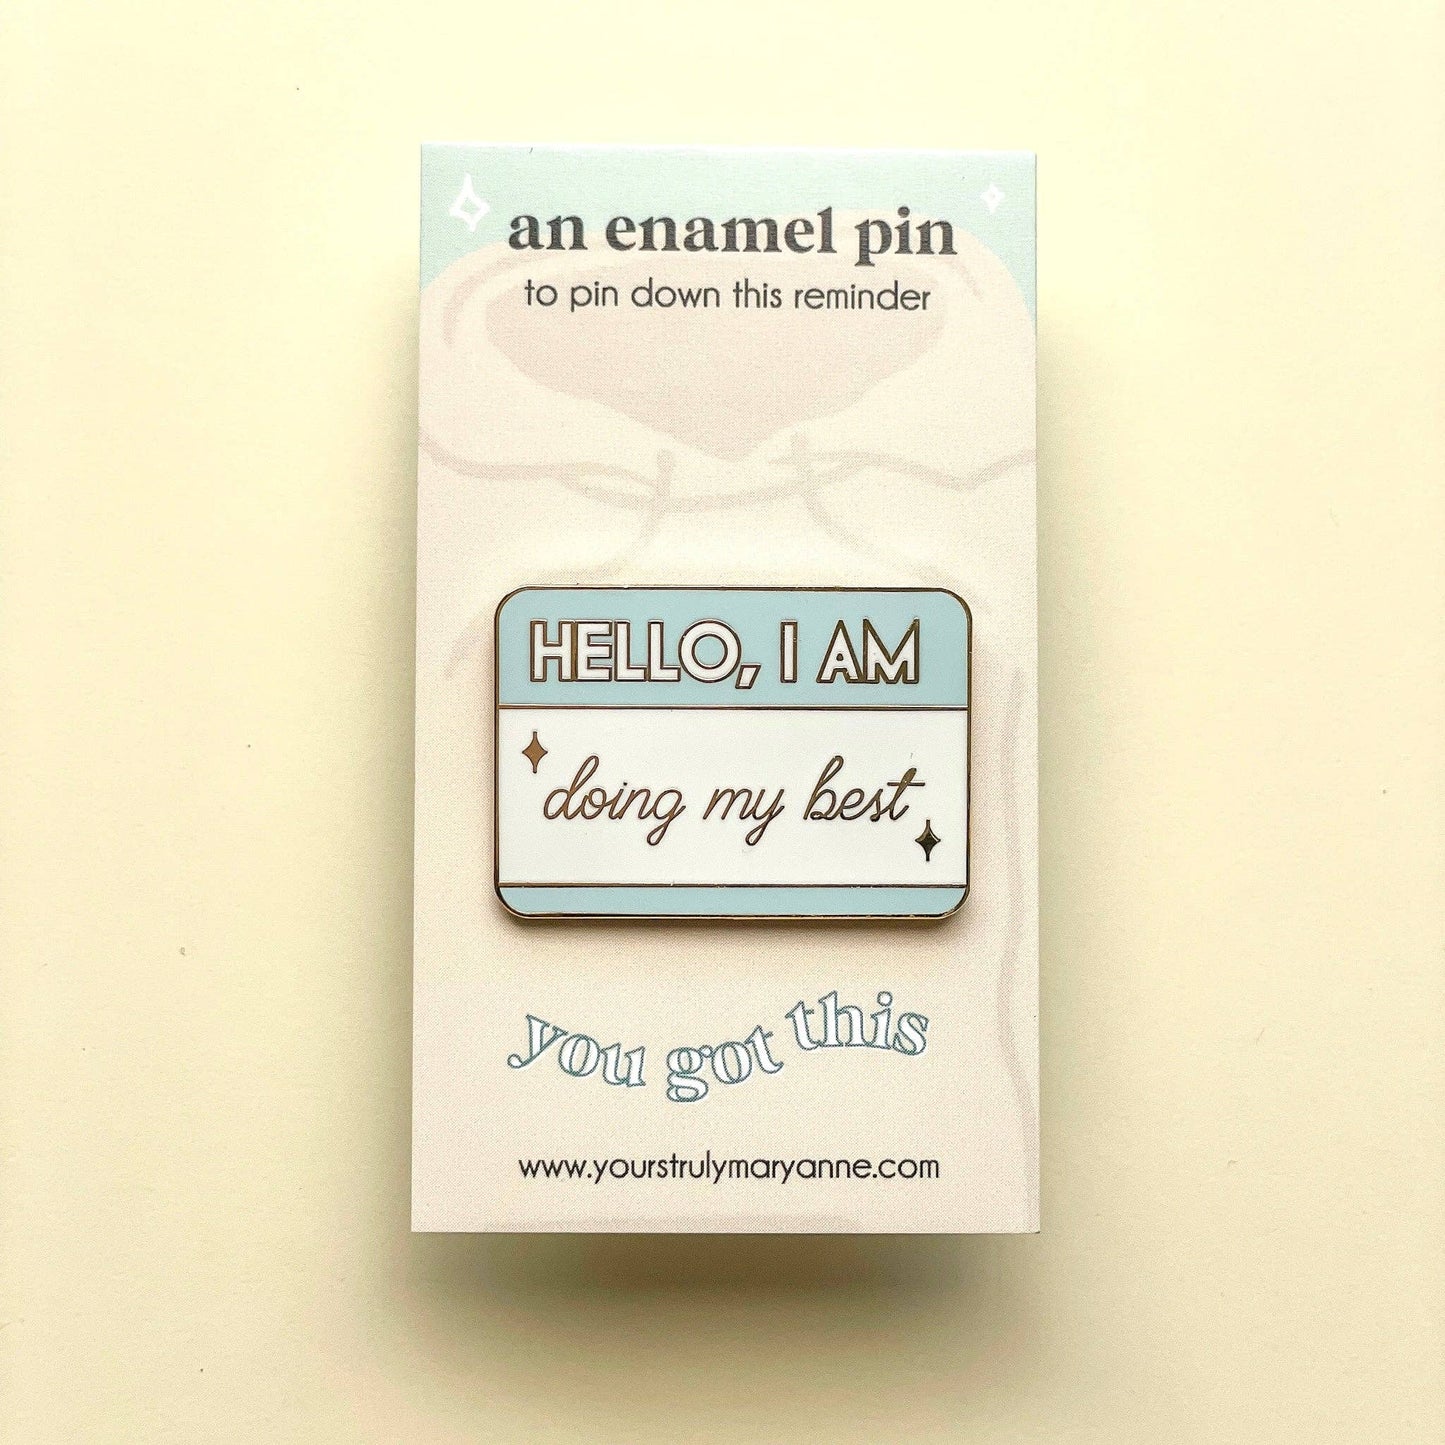 an enamel pin
to pin down this reminder
HELLO, I AM
doing my best
you got this
www.yourstrulymaryanne.com